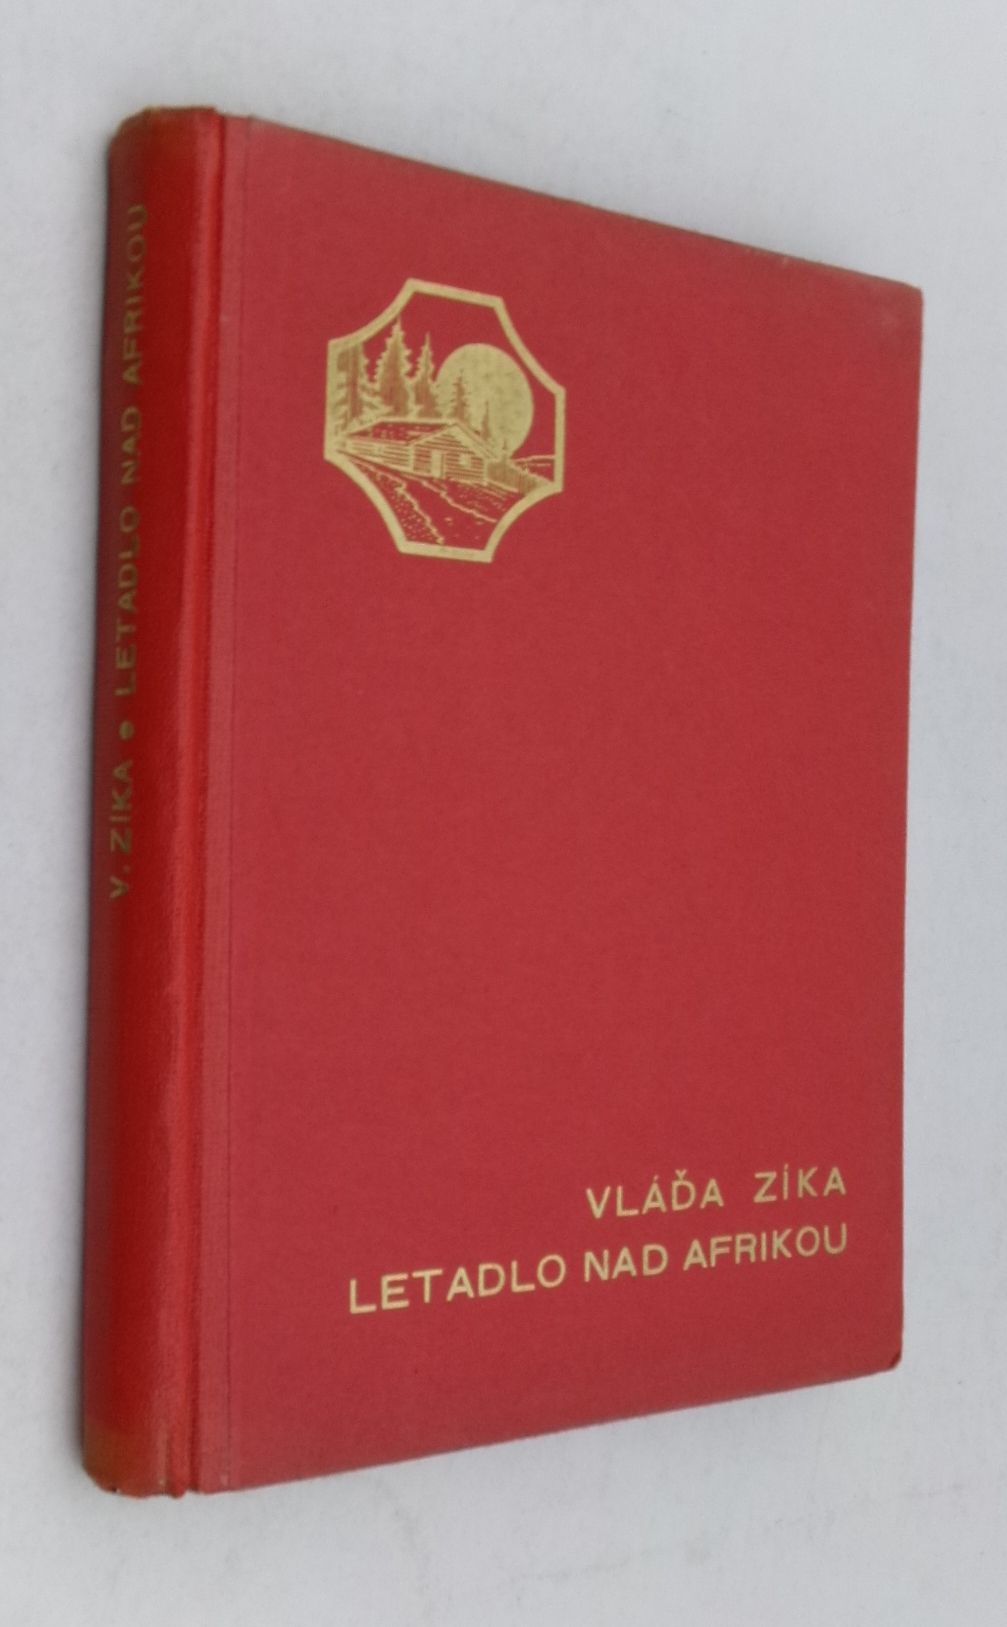 V. ZÍKA • LETADLO NAD AFRIKOU
VLÁĎA ZÍKA
LETADLO NAD AFRIKOU